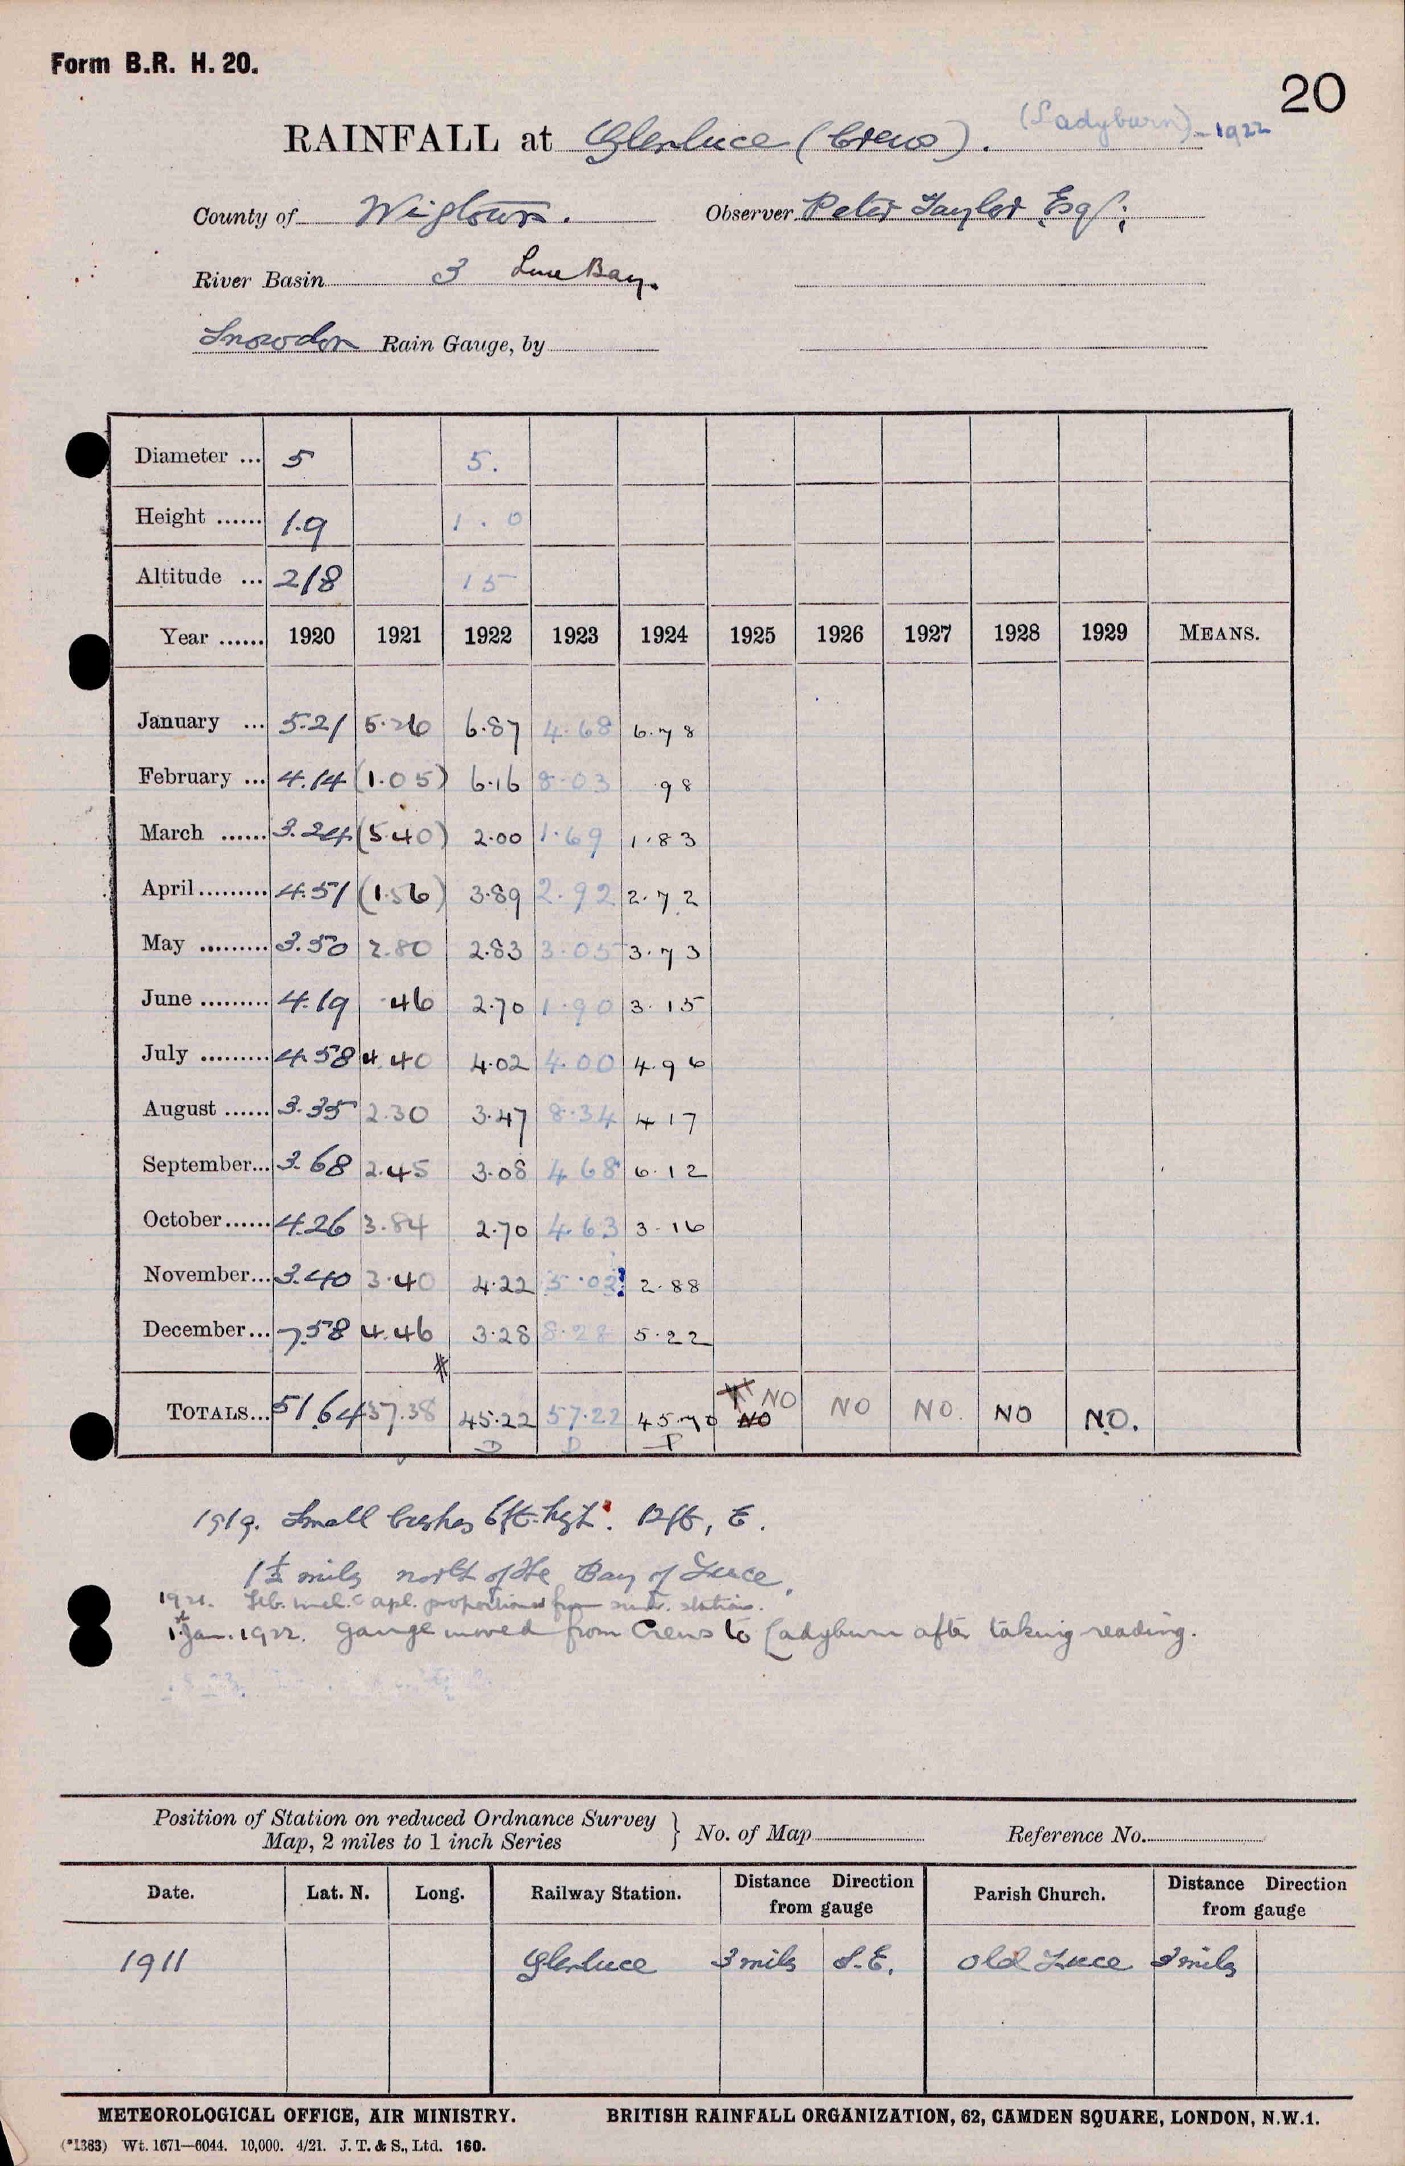 Form B.R. H. 20.
20
RAINFALL at Glenluce (Crews). (Ladyburn) - 1922
County of Wigtown. Observer Peter Taylor Esq;
River Basin 3 Luce Bay.
Snowdon Rain Gauge, by
Diameter ... 5 5.
Height ...... 1.9 1.0
Altitude ... 218 15
Year ...... 1920 1921 1922 1923 1924 1925 1926 1927 1928 1929 MEANS.
January ... 5.21 5.26 6.87 4.68 6.78
February ... 4.14 (1.05) 6.16 8.03 .98
March ...... 3.24 (5.40) 2.00 1.69 1.83
April ......... 4.51 (1.56) 3.89 2.92 2.72
May ......... 3.50 2.80 2.83 3.05 3.73
June ......... 4.19 .46 2.70 1.90 3.15
July ......... 4.58 4.40 4.02 4.00 4.96
August ...... 3.35 2.30 3.47 8.34 4 17
September... 3.68 2.45 3.08 4.68 6.12
October...... 4.26 3.84 2.70 4.63 3.16
November... 3.40 3.40 4.22 5.02? 2.88
December... 7.58 4.46 3.28 8.28 5.22
TOTALS... 51.64 37.38 45.22 57.22 45.70 NO NO NO NO. NO NO.
D D P
1919. Small bushes 6ft. high. 12ft, E.
1½ miles north of the Bay of Luce.
1921. Feb. incl. apl. proportioned from surr. stations.
1st Jan. 1922. gauge moved from Crews to Ladyburn after taking reading.
Position of Station on reduced Ordnance Survey
Map, 2 miles to 1 inch Series } No. of Map Reference No.
Date. Lat. N. Long. Railway Station. Distance Direction from gauge Parish Church. Distance Direction from gauge
1911 Glenluce 3 miles S.E. Old Luce 3 miles
METEOROLOGICAL OFFICE, AIR MINISTRY. BRITISH RAINFALL ORGANIZATION, 62, CAMDEN SQUARE, LONDON, N.W.1.
(*1383) Wt. 1671—6044. 10,000. 4/21. J. T. & S., Ltd. 160.